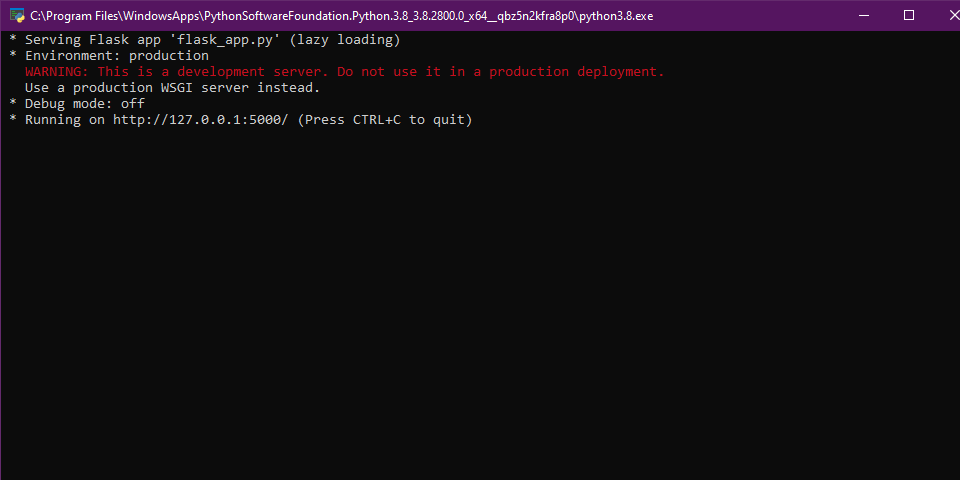 C:\Program Files\WindowsApps\PythonSoftwareFoundation.Python.3.8_3.8.2800.0_x64__qbz5n2kfra8p0\python3.8.exe
* Serving Flask app 'flask_app.py' (lazy loading)
* Environment: production
WARNING: This is a development server. Do not use it in a production deployment.
Use a production WSGI server instead.
* Debug mode: off
* Running on http://127.0.0.1:5000/ (Press CTRL+C to quit)